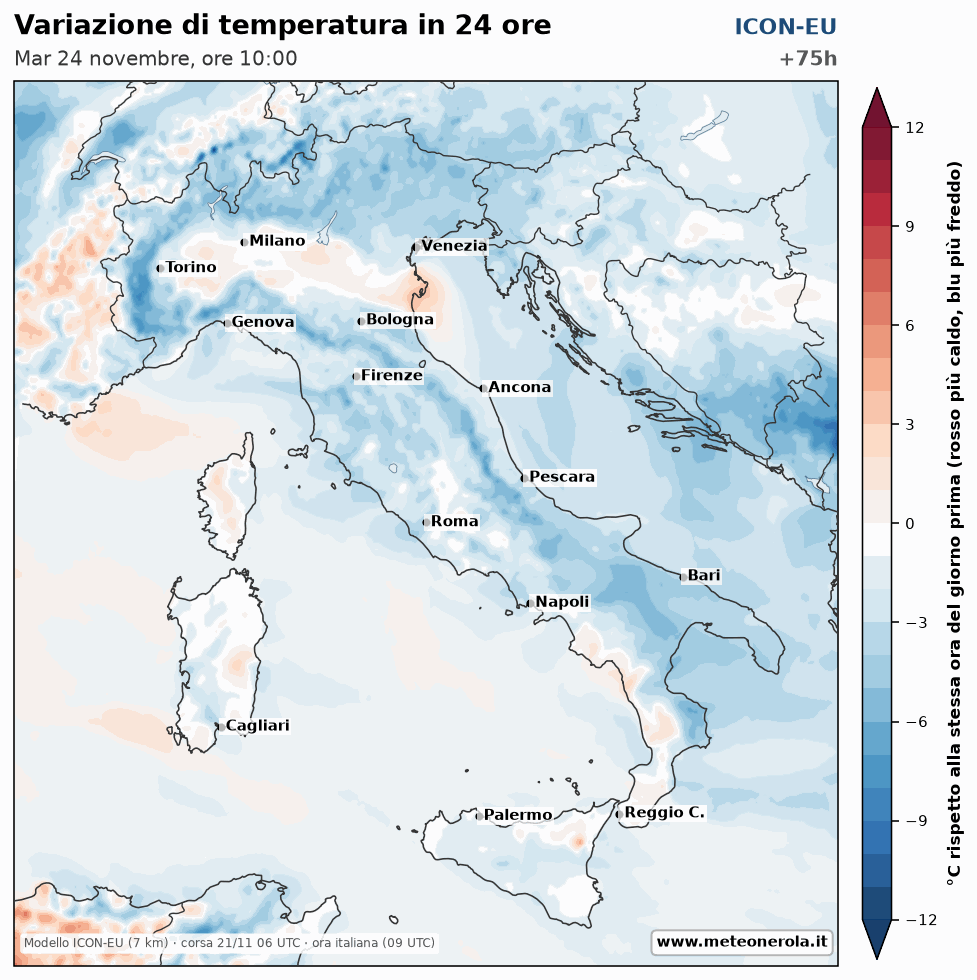 Variazione di temperatura in 24 ore
ICON-EU
Mar 24 novembre, ore 10:00
+75h
Milano
Venezia
Torino
Genova
Bologna
Firenze
Ancona
Pescara
Roma
Bari
Napoli
Cagliari
Palermo
Reggio C.
12
9
6
3
0
−3
−6
−9
−12
°C rispetto alla stessa ora del giorno prima (rosso più caldo, blu più freddo)
Modello ICON-EU (7 km) · corsa 21/11 06 UTC · ora italiana (09 UTC)
www.meteonerola.it